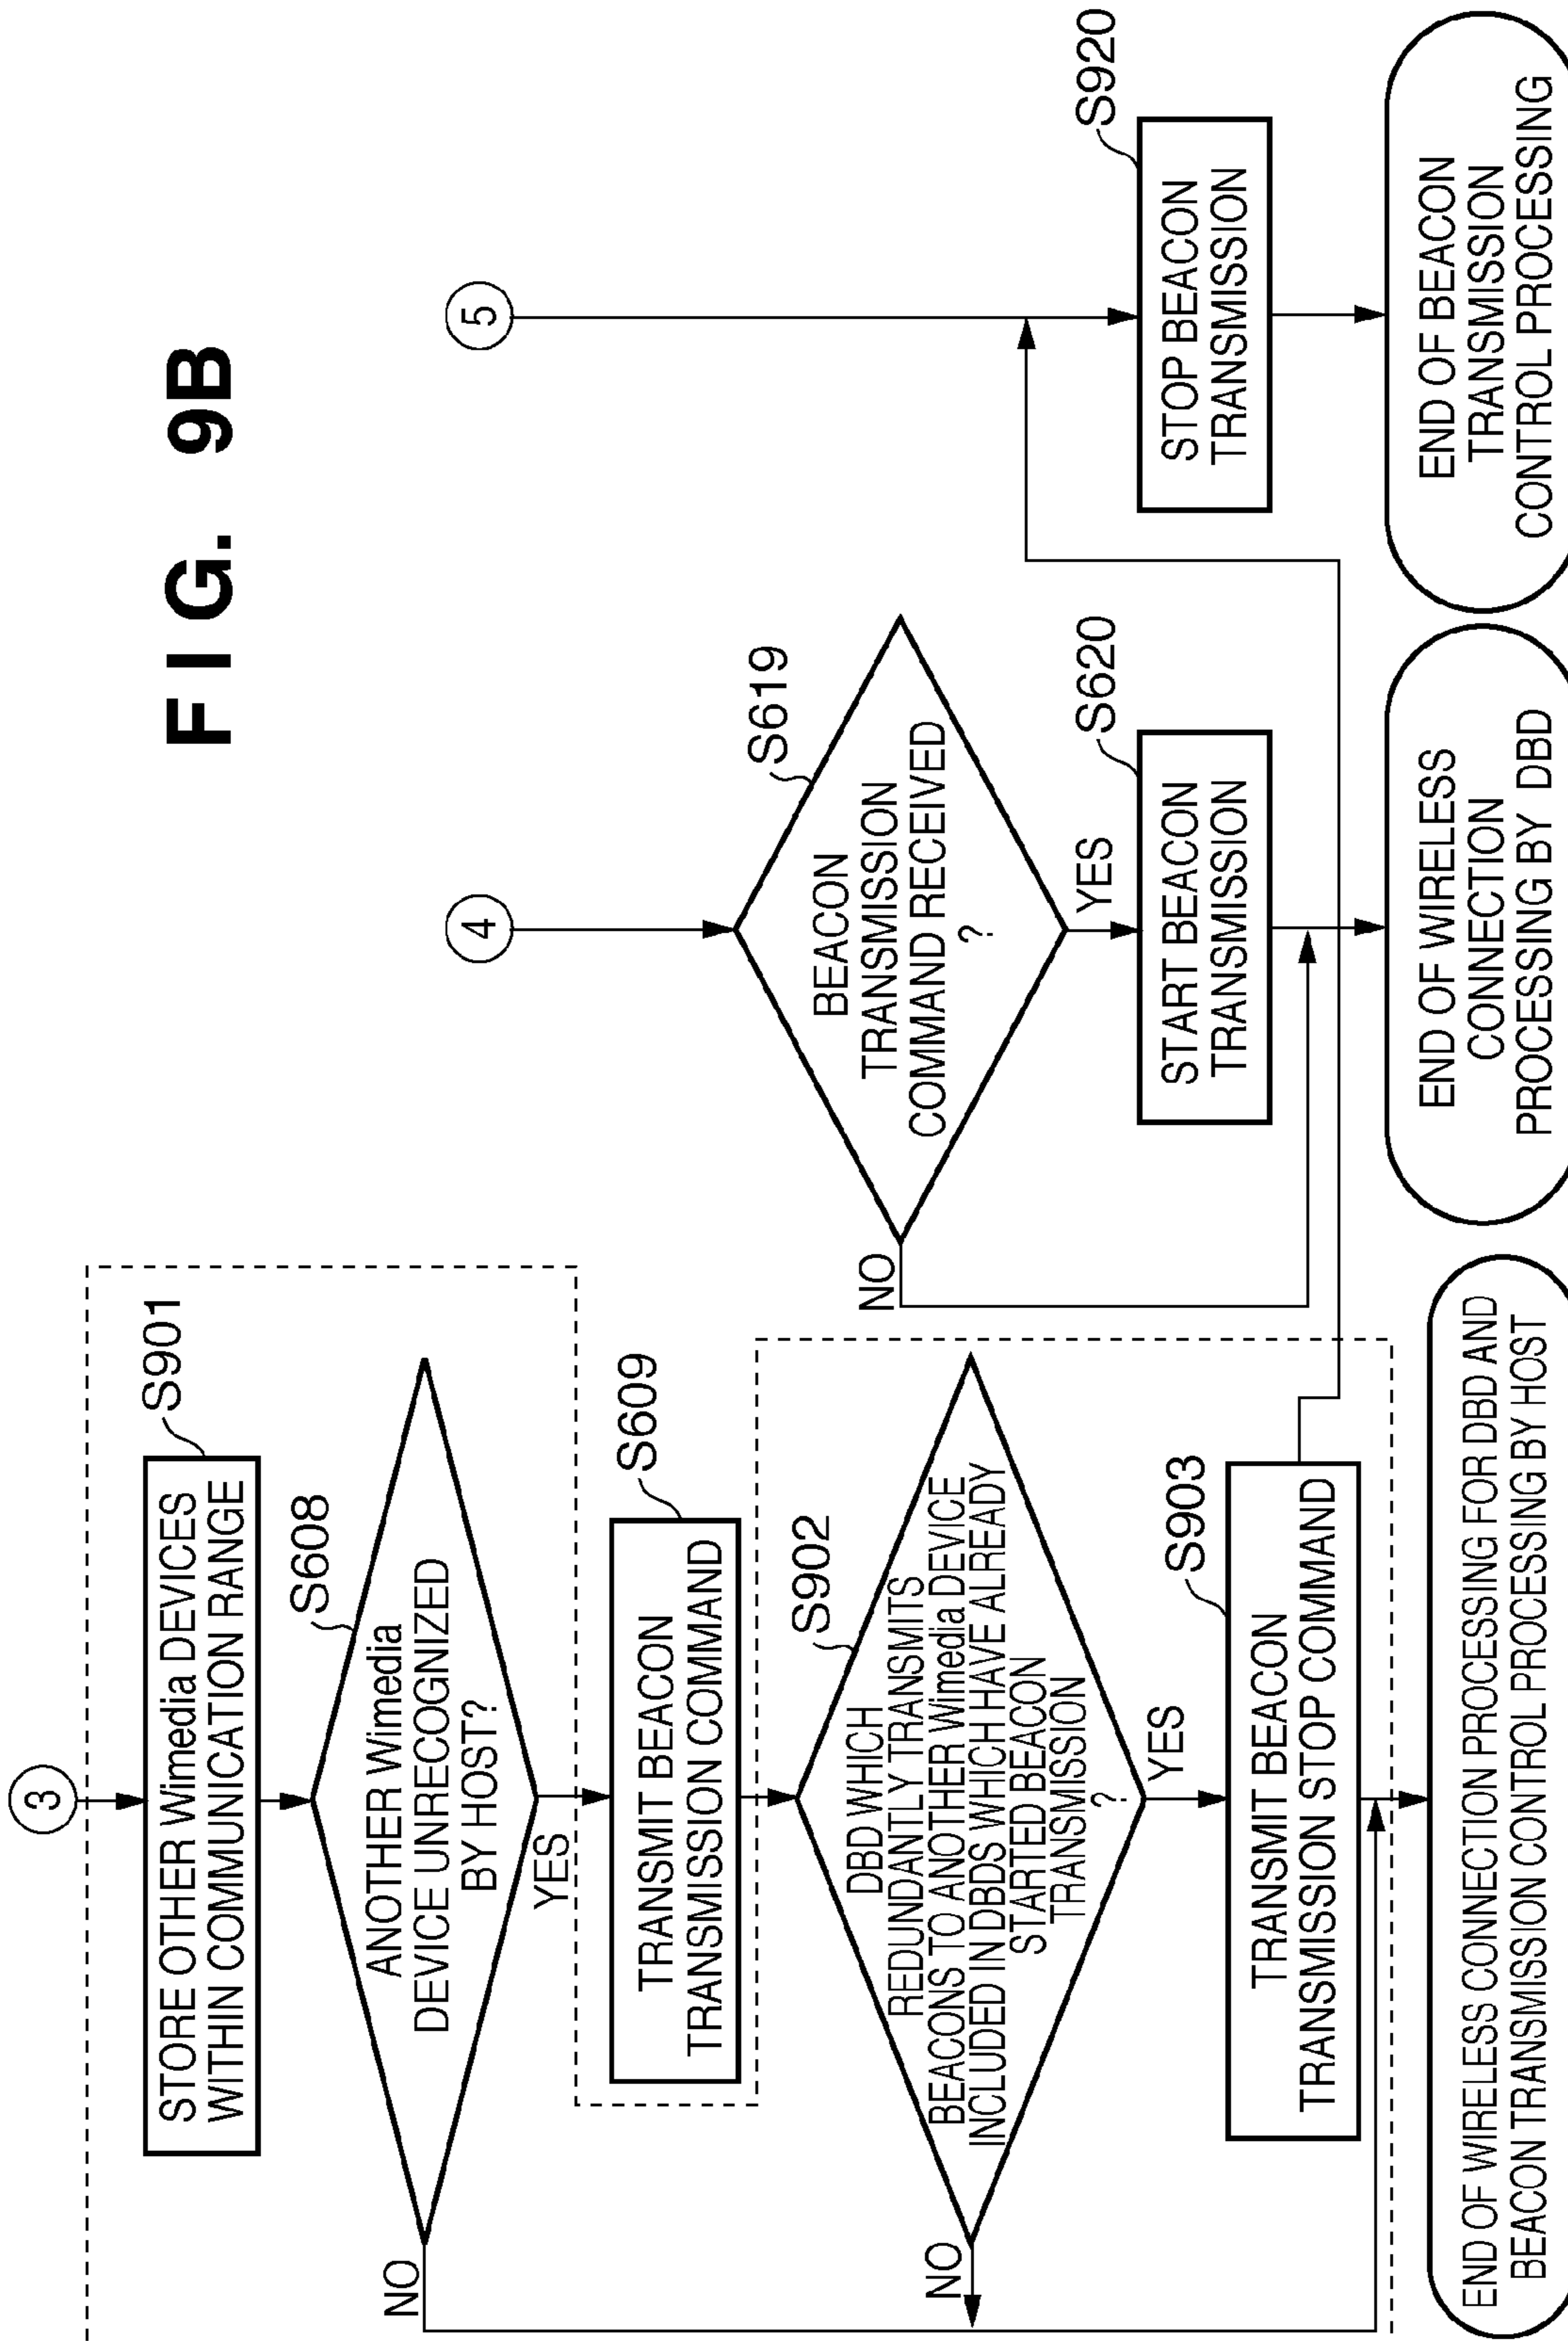 FIG. 9B
3
STORE OTHER Wimedia DEVICES
WITHIN COMMUNICATION RANGE
S901
ANOTHER Wimedia
DEVICE UNRECOGNIZED
BY HOST?
S608
NO
YES
TRANSMIT BEACON
TRANSMISSION COMMAND
S609
DBD WHICH
REDUNDANTLY TRANSMITS
BEACONS TO ANOTHER Wimedia DEVICE
INCLUDED IN DBDS WHICH HAVE ALREADY
STARTED BEACON
TRANSMISSION
?
S902
NO
YES
TRANSMIT BEACON
TRANSMISSION STOP COMMAND
S903
END OF WIRELESS CONNECTION PROCESSING FOR DBD AND
BEACON TRANSMISSION CONTROL PROCESSING BY HOST
4
BEACON
TRANSMISSION
COMMAND RECEIVED
?
S619
NO
YES
START BEACON
TRANSMISSION
S620
END OF WIRELESS
CONNECTION
PROCESSING BY DBD
5
STOP BEACON
TRANSMISSION
S920
END OF BEACON
TRANSMISSION
CONTROL PROCESSING